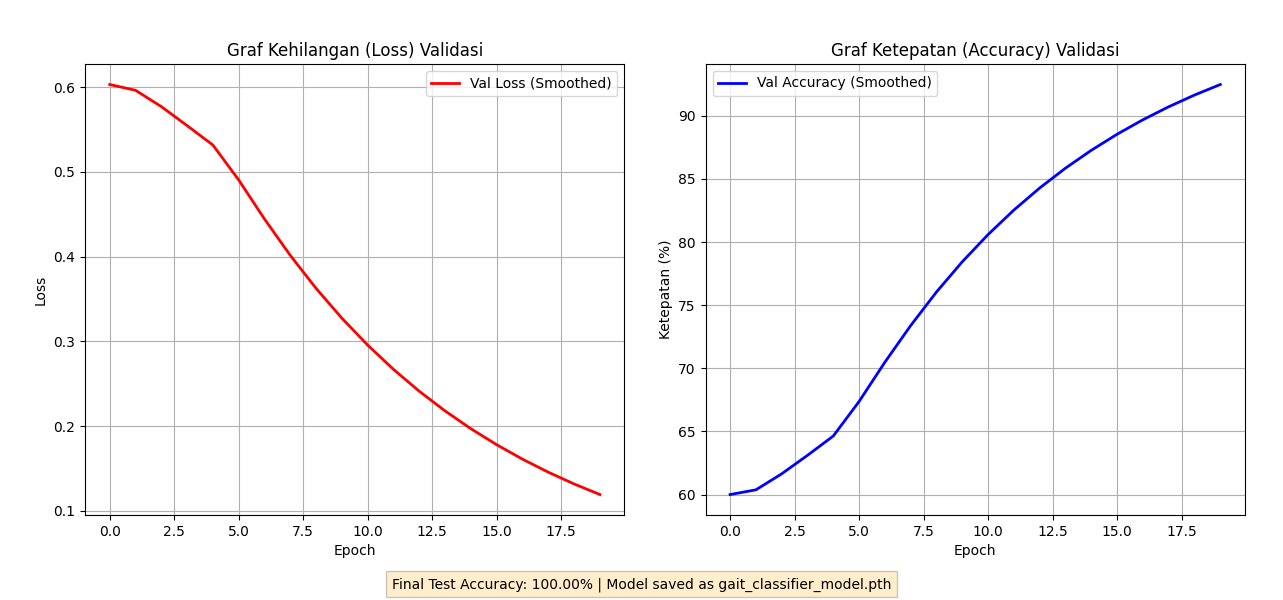 Graf Kehilangan (Loss) Validasi
Val Loss (Smoothed)
0.6
0.5
0.4
0.3
0.2
0.1
Loss
0.0 2.5 5.0 7.5 10.0 12.5 15.0 17.5
Epoch
Graf Ketepatan (Accuracy) Validasi
Val Accuracy (Smoothed)
90
85
80
75
70
65
60
Ketepatan (%)
0.0 2.5 5.0 7.5 10.0 12.5 15.0 17.5
Epoch
Final Test Accuracy: 100.00% | Model saved as gait_classifier_model.pth